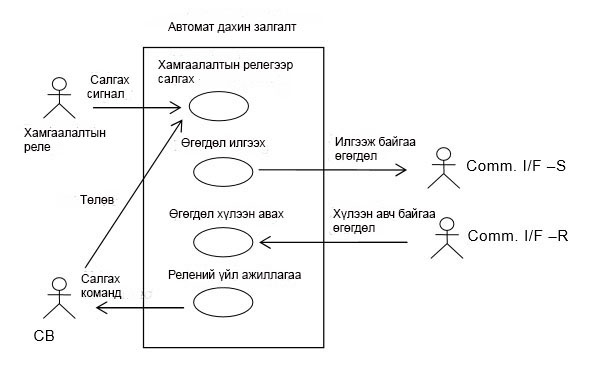 Автомат дахин залгалт
Хамгаалалтын релегээр
салгах
Салгах
сигнал
Хамгаалалтын
реле
Өгөгдөл илгээх
Илгээж байгаа
өгөгдөл
Comm. I/F –S
Төлөв
Өгөгдөл хүлээн авах
Хүлээн авч байгаа
өгөгдөл
Comm. I/F –R
Релений үйл ажиллагаа
Салгах
команд
CB